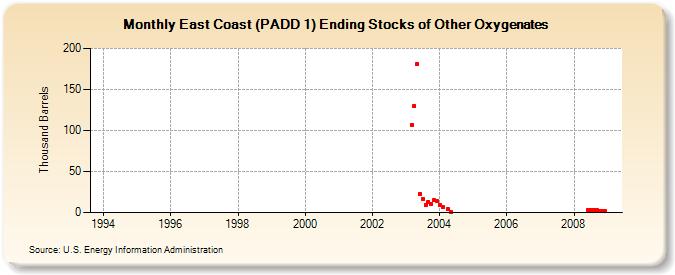 Monthly East Coast (PADD 1) Ending Stocks of Other Oxygenates
Thousand Barrels
200
150
100
50
0
1994 1996 1998 2000 2002 2004 2006 2008
Source: U.S. Energy Information Administration